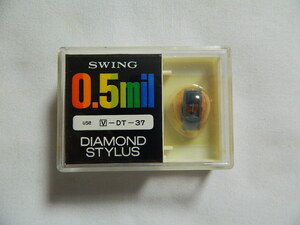 SWING
0.5mil
USE V-DT-37
DIAMOND
STYLUS